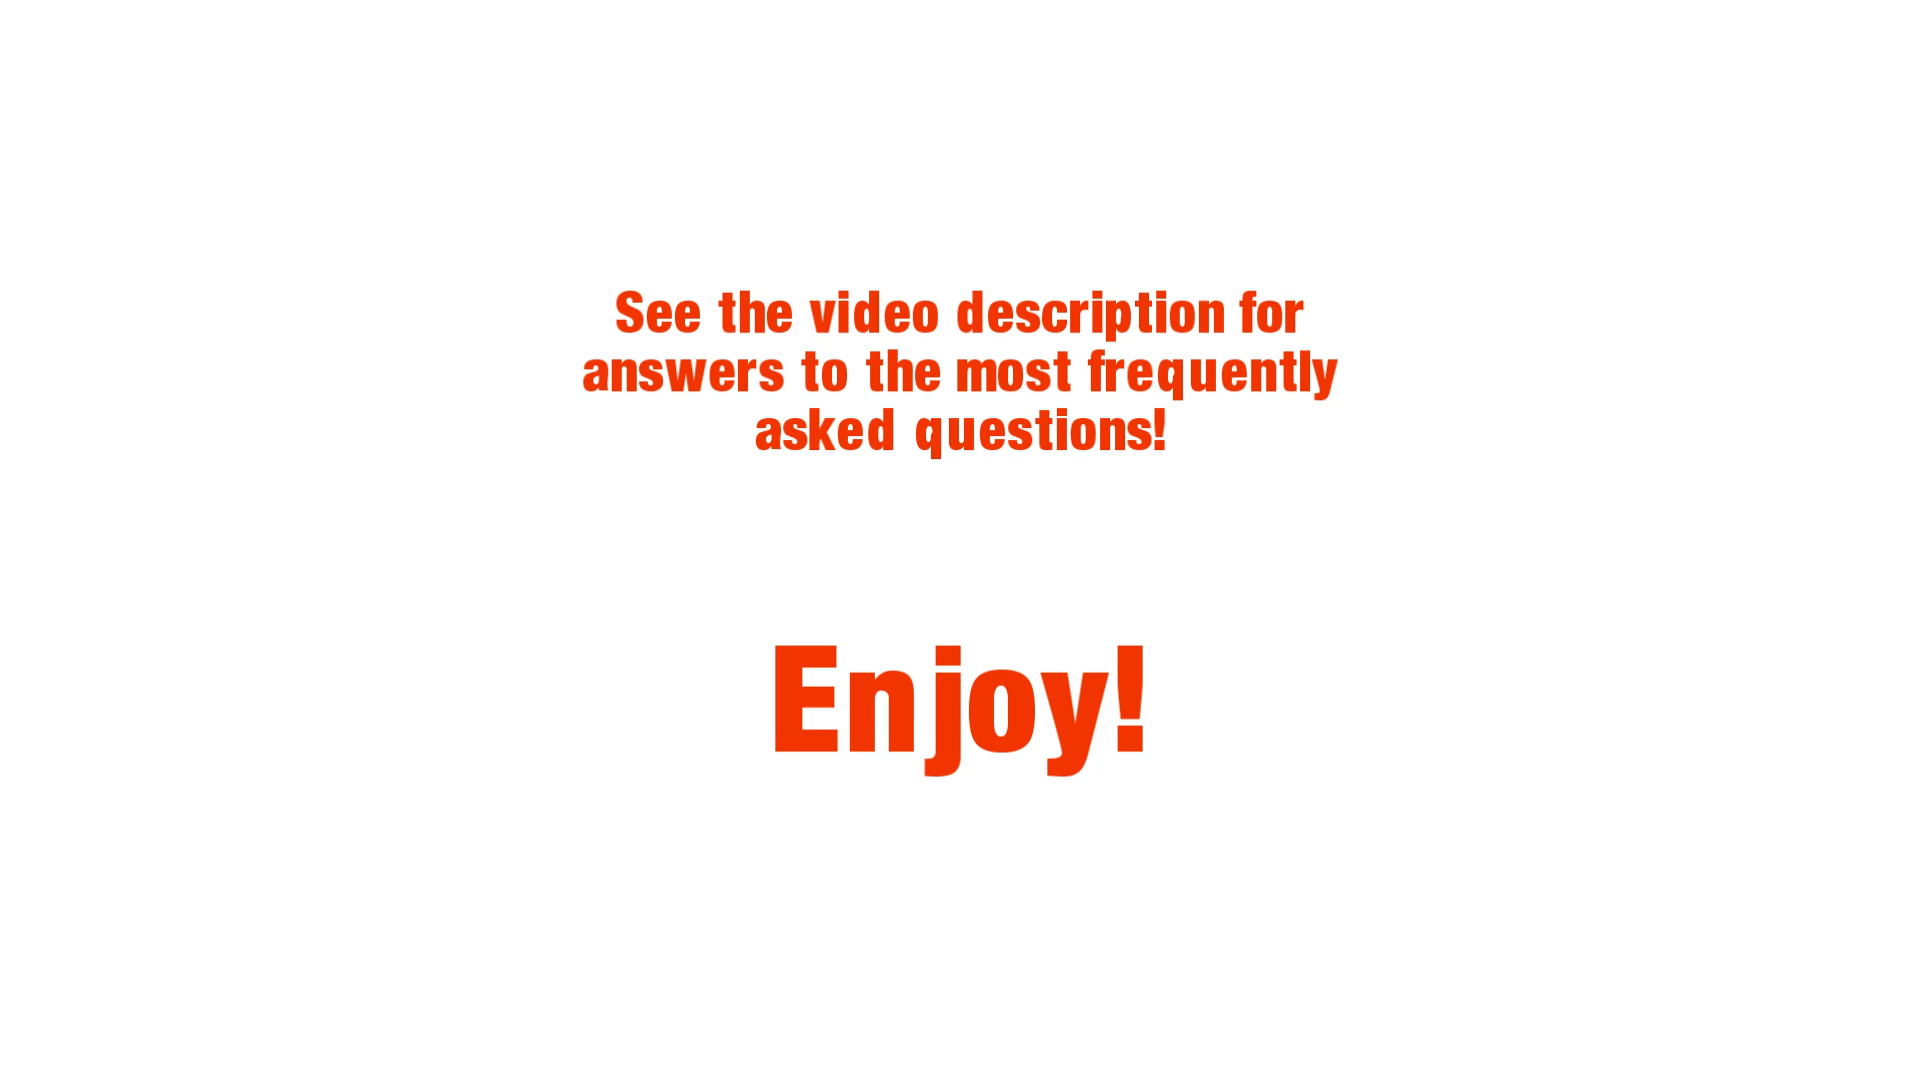 See the video description for
answers to the most frequently
asked questions!
Enjoy!